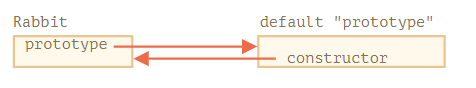 Rabbit
default "prototype"
prototype
constructor